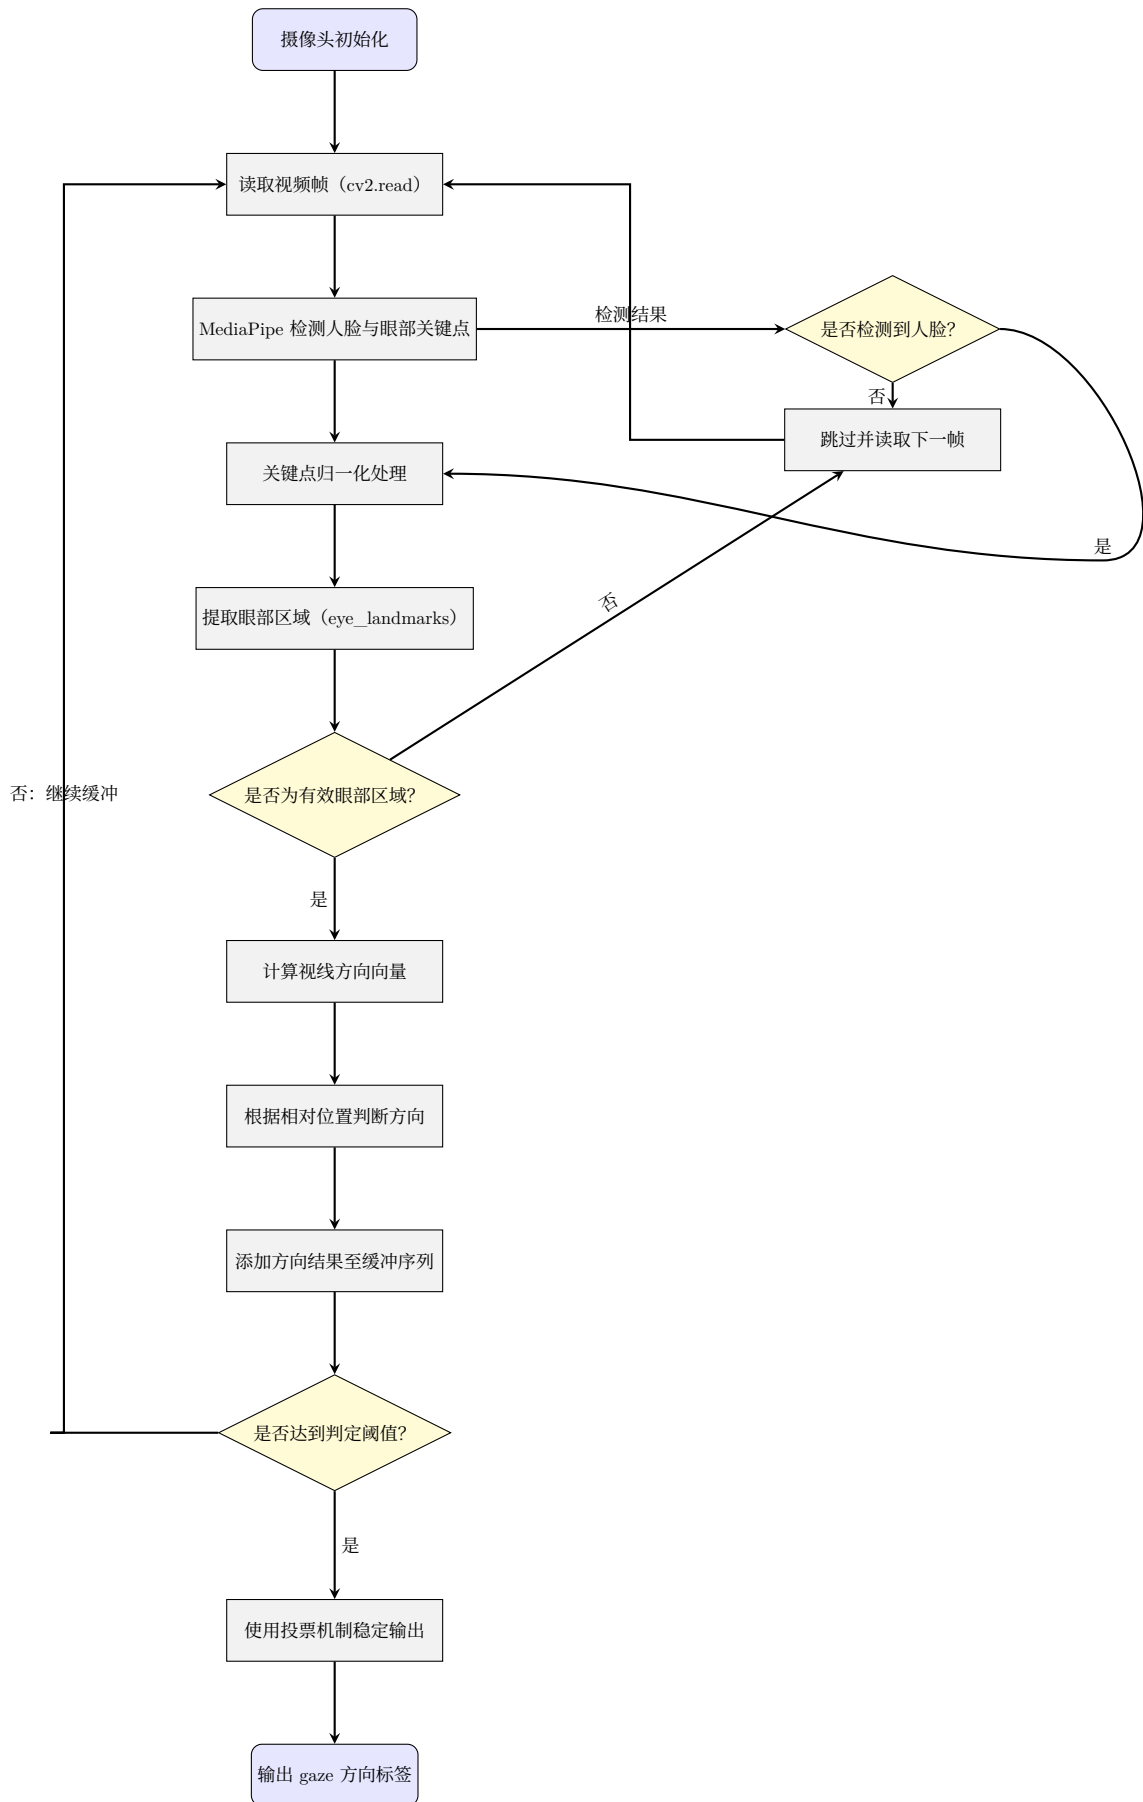 摄像头初始化
读取视频帧（cv2.read）
MediaPipe 检测人脸与眼部关键点
检测结果
是否检测到人脸？
否
跳过并读取下一帧
关键点归一化处理
是
提取眼部区域（eye_landmarks）
否
是否为有效眼部区域？
否：继续缓冲
是
计算视线方向向量
根据相对位置判断方向
添加方向结果至缓冲序列
是否达到判定阈值？
是
使用投票机制稳定输出
输出 gaze 方向标签